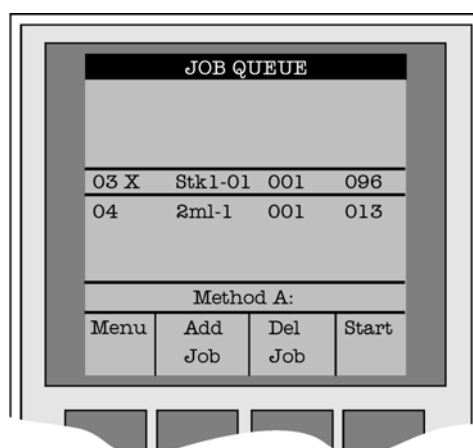 JOB QUEUE
03 X Stk1-01 001 096
04 2ml-1 001 013
Method A:
Menu Add Del Start
Job Job